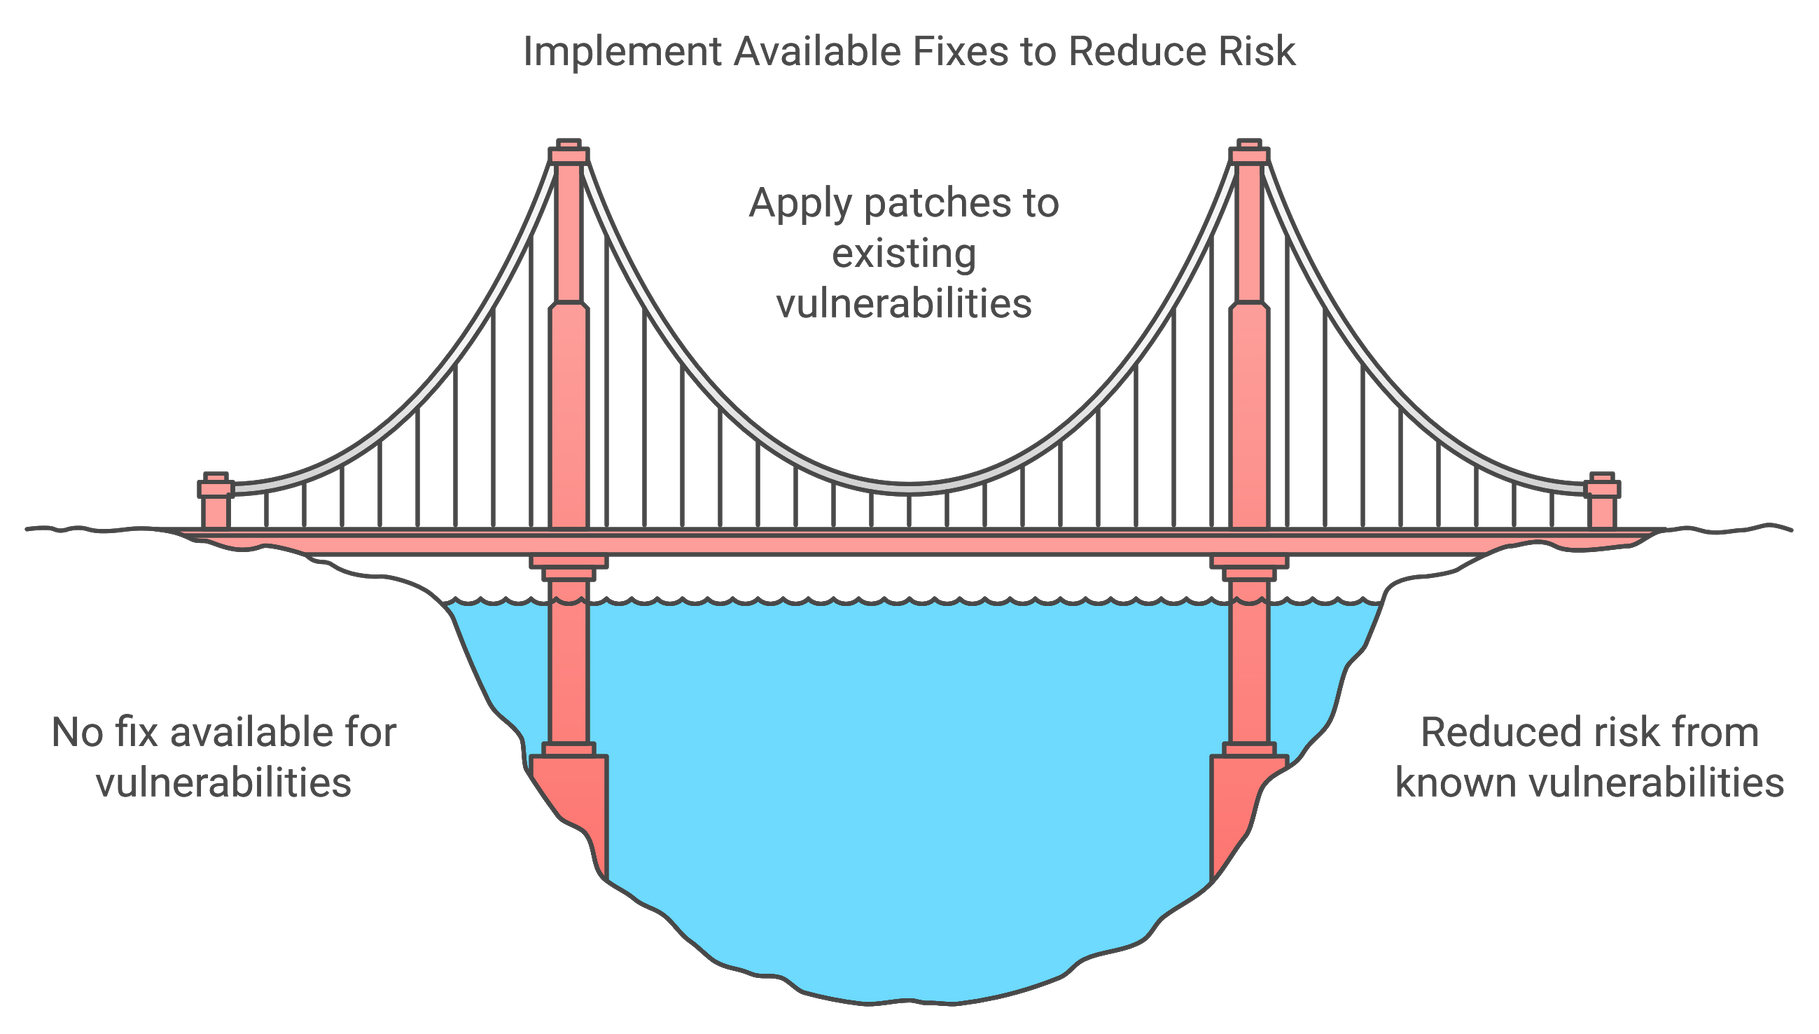 Implement Available Fixes to Reduce Risk
Apply patches to
existing
vulnerabilities
No fix available for
vulnerabilities
Reduced risk from
known vulnerabilities